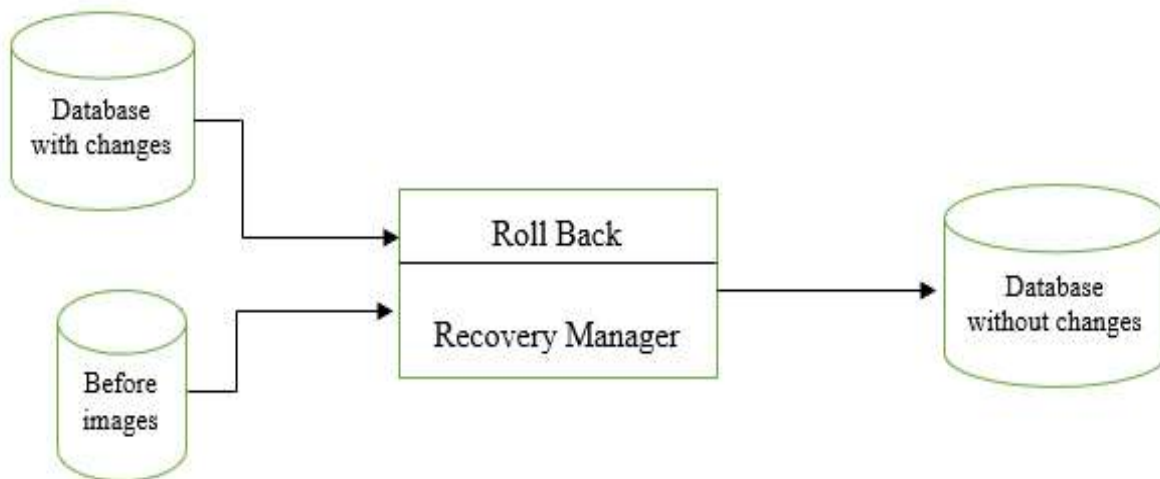 Database
with changes
Roll Back
Recovery Manager
Before
images
Database
without changes